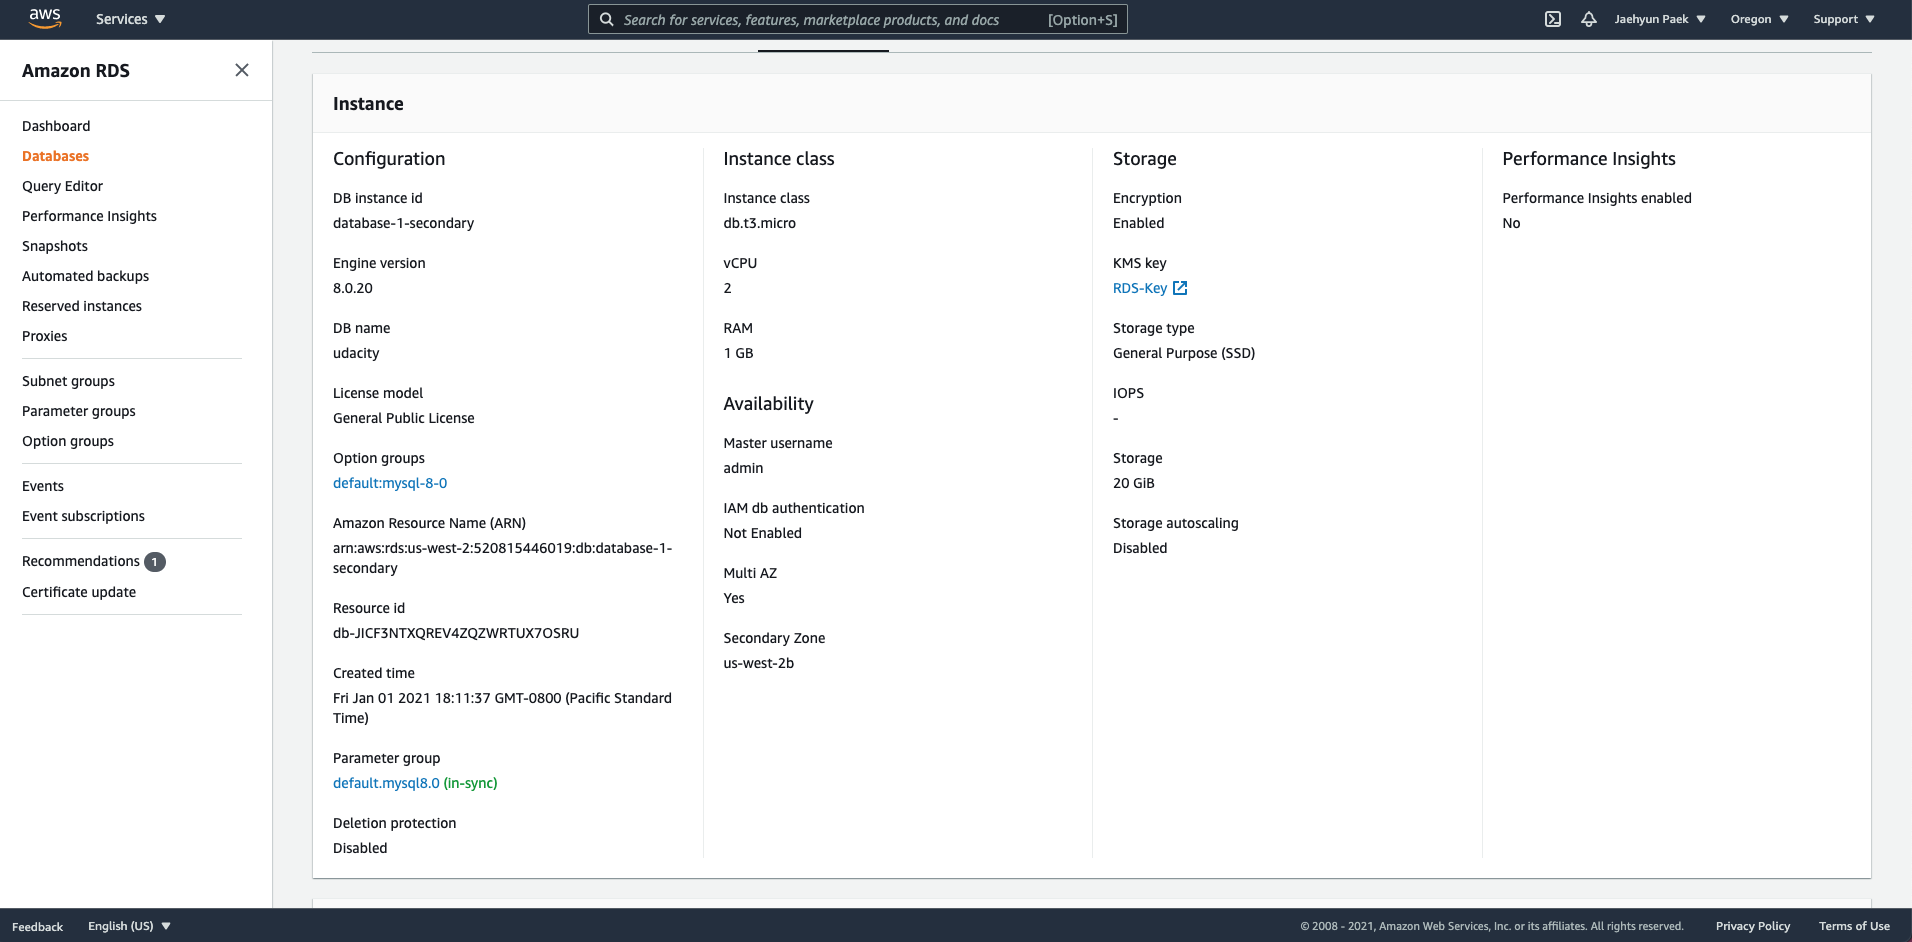 aws
Services
Search for services, features, marketplace products, and docs
[Option+S]
Jaehyun Paek
Oregon
Support
Amazon RDS
Dashboard
Databases
Query Editor
Performance Insights
Snapshots
Automated backups
Reserved instances
Proxies
Subnet groups
Parameter groups
Option groups
Events
Event subscriptions
Recommendations 1
Certificate update
Instance
Configuration
DB instance id
database-1-secondary
Engine version
8.0.20
DB name
udacity
License model
General Public License
Option groups
default:mysql-8-0
Amazon Resource Name (ARN)
arn:aws:rds:us-west-2:520815446019:db:database-1-
secondary
Resource id
db-JICF3NTXQREV4ZQZWRTUX7OSRU
Created time
Fri Jan 01 2021 18:11:37 GMT-0800 (Pacific Standard
Time)
Parameter group
default.mysql8.0 (in-sync)
Deletion protection
Disabled
Instance class
Instance class
db.t3.micro
vCPU
2
RAM
1 GB
Availability
Master username
admin
IAM db authentication
Not Enabled
Multi AZ
Yes
Secondary Zone
us-west-2b
Storage
Encryption
Enabled
KMS key
RDS-Key
Storage type
General Purpose (SSD)
IOPS
-
Storage
20 GiB
Storage autoscaling
Disabled
Performance Insights
Performance Insights enabled
No
Feedback
English (US)
© 2008 - 2021, Amazon Web Services, Inc. or its affiliates. All rights reserved.
Privacy Policy
Terms of Use